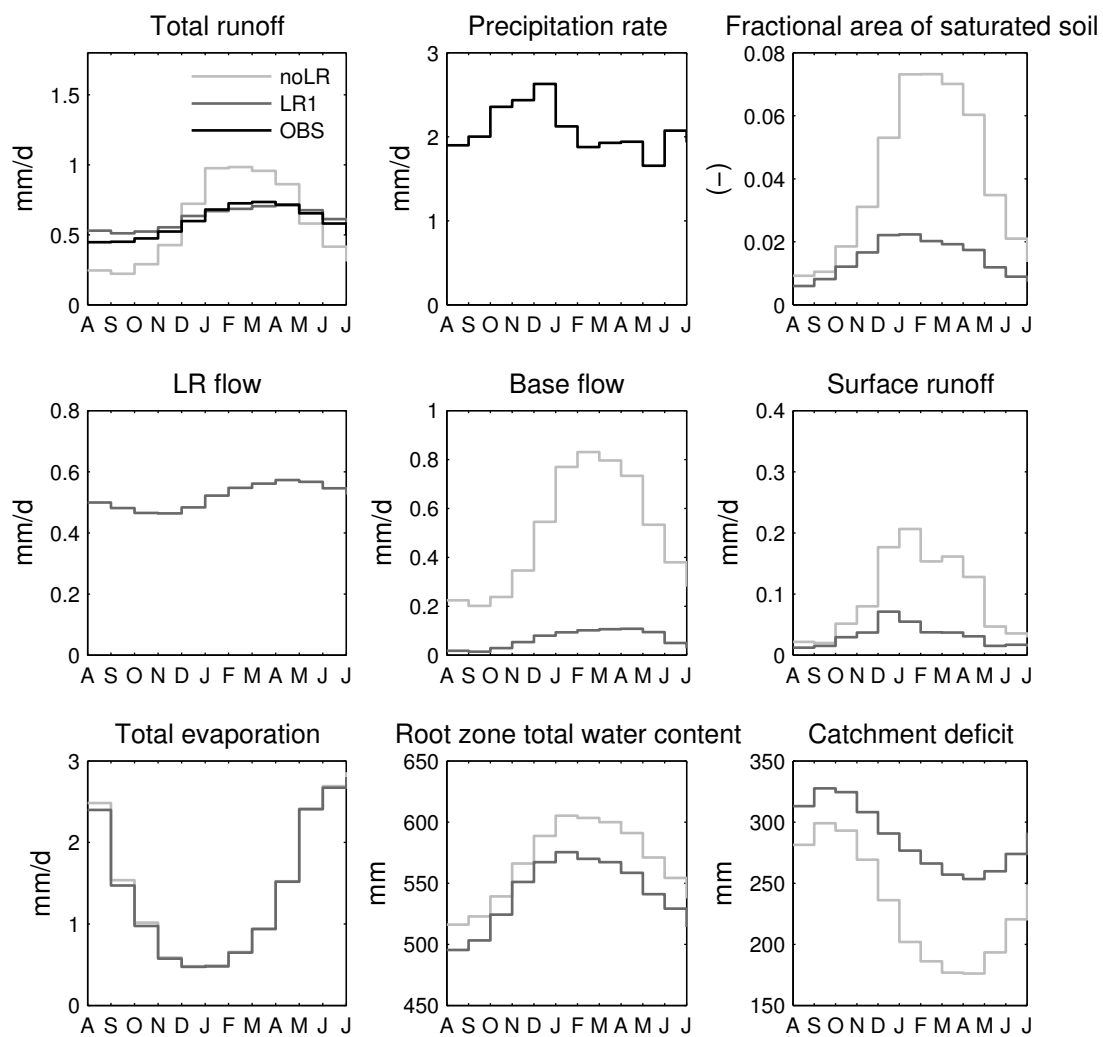 Total runoff
Precipitation rate
Fractional area of saturated soil
mm/d
1.5
1
0.5
0
noLR
LR1
OBS
A S O N D J F M A M J J
mm/d
3
2
1
0
A S O N D J F M A M J J
(−)
0.08
0.06
0.04
0.02
0
A S O N D J F M A M J J
LR flow
Base flow
Surface runoff
mm/d
0.8
0.6
0.4
0.2
0
A S O N D J F M A M J J
mm/d
1
0.8
0.6
0.4
0.2
0
A S O N D J F M A M J J
mm/d
0.4
0.3
0.2
0.1
0
A S O N D J F M A M J J
Total evaporation
Root zone total water content
Catchment deficit
mm/d
3
2
1
0
A S O N D J F M A M J J
mm
650
600
550
500
450
A S O N D J F M A M J J
mm
350
300
250
200
150
A S O N D J F M A M J J